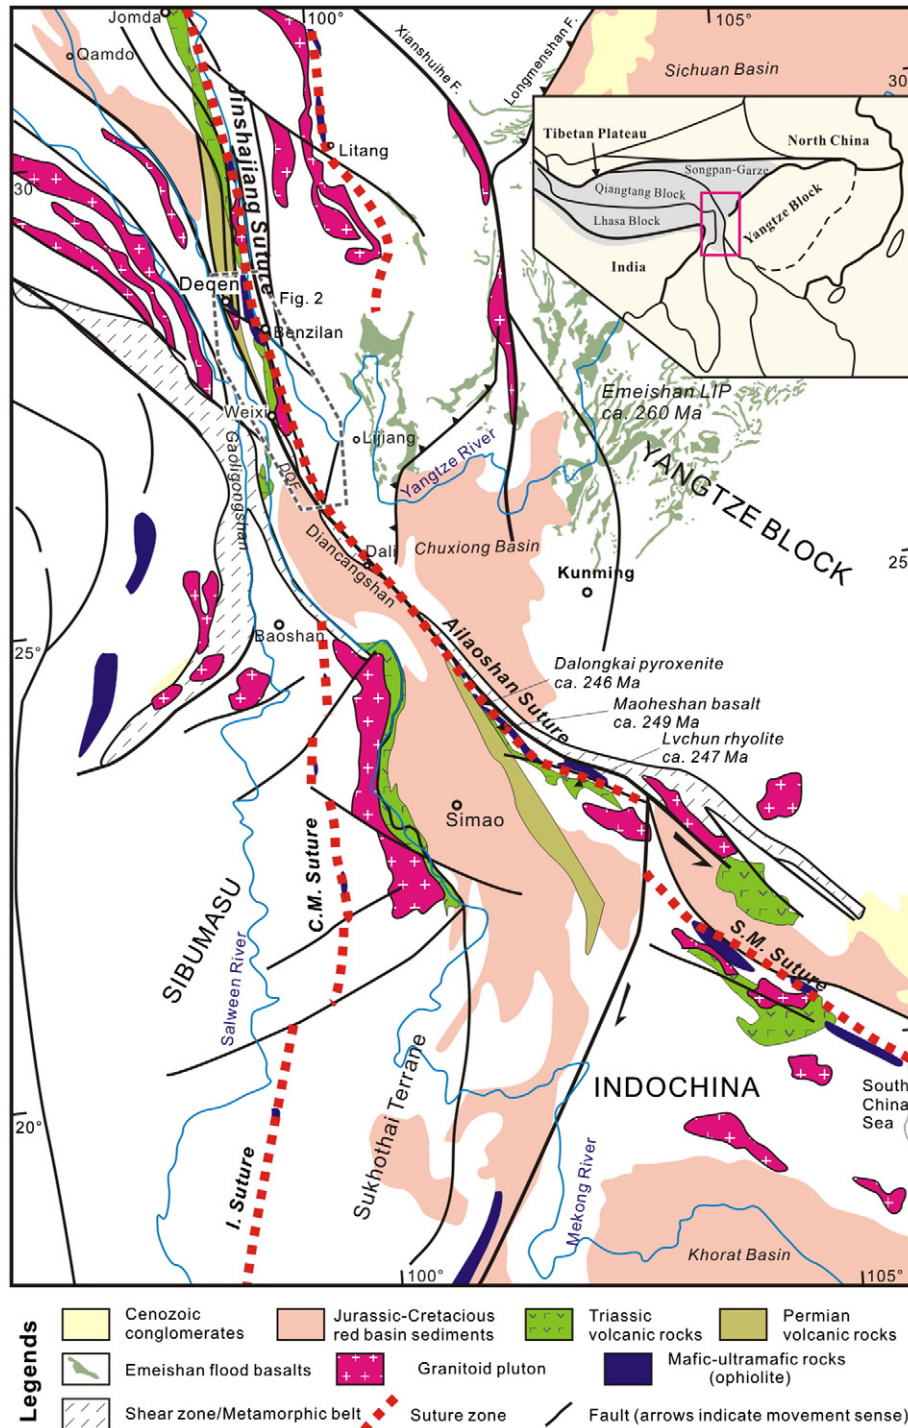 Jomda
100°
105°
Qamdo
Xianshuihe F.
Longmenshan F.
Sichuan Basin
30
Jinshajiang Suture
Litang
30°
Tibetan Plateau
North China
Songpan-Garze
Qiangtang Block
Lhasa Block
Yangtze Block
India
Deqen
Fig. 2
Benzilan
Emeishan LIP
ca. 260 Ma
Weixi
Lijiang
Gaoligongshan
DQF
Yangtze River
YANGTZE BLOCK
Diancangshan
Dali
Chuxiong Basin
25
Kunming
Baoshan
25°
Ailaoshan Suture
Dalongkai pyroxenite
ca. 246 Ma
Maoheshan basalt
ca. 249 Ma
Lvchun rhyolite
ca. 247 Ma
Simao
C.M. Suture
SIBUMASU
Salween River
S.M. Suture
INDOCHINA
South
China
Sea
20°
I. Suture
Sukhothai Terrane
Mekong River
Khorat Basin
100°
105°
Legends
Cenozoic
conglomerates
Jurassic-Cretacious
red basin sediments
Triassic
volcanic rocks
Permian
volcanic rocks
Emeishan flood basalts
Granitoid pluton
Mafic-ultramafic rocks
(ophiolite)
Shear zone/Metamorphic belt
Suture zone
Fault (arrows indicate movement sense)